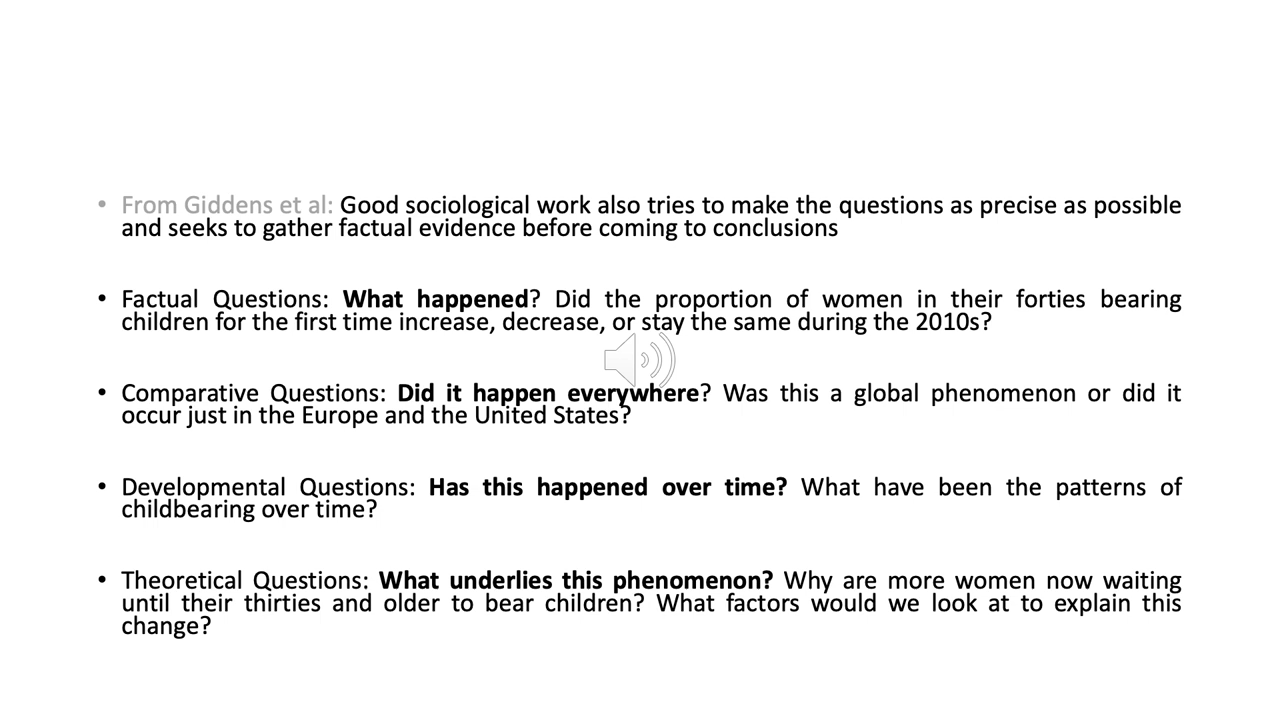 • From Giddens et al: Good sociological work also tries to make the questions as precise as possible
and seeks to gather factual evidence before coming to conclusions
• Factual Questions: What happened? Did the proportion of women in their forties bearing
children for the first time increase, decrease, or stay the same during the 2010s?
• Comparative Questions: Did it happen everywhere? Was this a global phenomenon or did it
occur just in the Europe and the United States?
• Developmental Questions: Has this happened over time? What have been the patterns of
childbearing over time?
• Theoretical Questions: What underlies this phenomenon? Why are more women now waiting
until their thirties and older to bear children? What factors would we look at to explain this
change?